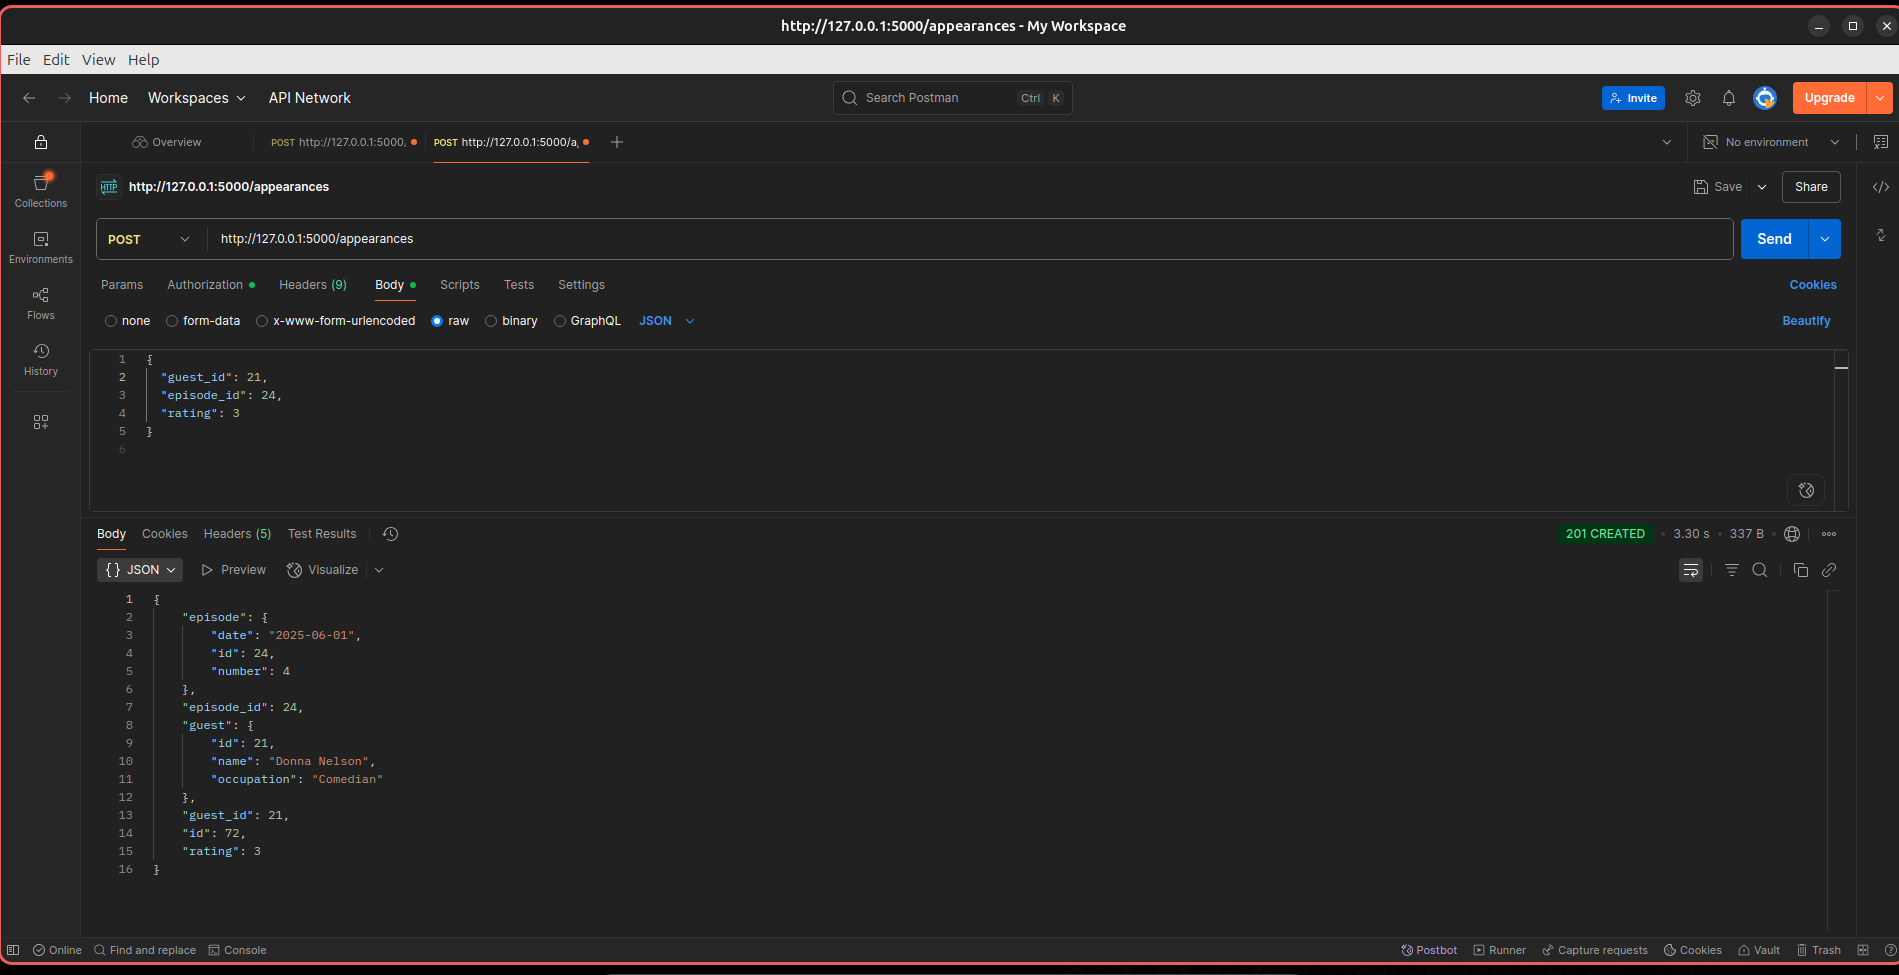 http://127.0.0.1:5000/appearances - My Workspace
File Edit View Help
Home Workspaces API Network Search Postman Ctrl K Invite Upgrade
Overview POST http://127.0.0.1:5000, POST http://127.0.0.1:5000/a, No environment
HTTP http://127.0.0.1:5000/appearances Save Share
Collections
Environments
Flows
History
POST http://127.0.0.1:5000/appearances Send
Params Authorization Headers (9) Body Scripts Tests Settings Cookies
none form-data x-www-form-urlencoded raw binary GraphQL JSON Beautify
1 {
2 "guest_id": 21,
3 "episode_id": 24,
4 "rating": 3
5 }
6
Body Cookies Headers (5) Test Results 201 CREATED • 3.30 s • 337 B
{} JSON Preview Visualize
1 {
2 "episode": {
3 "date": "2025-06-01",
4 "id": 24,
5 "number": 4
6 },
7 "episode_id": 24,
8 "guest": {
9 "id": 21,
10 "name": "Donna Nelson",
11 "occupation": "Comedian"
12 },
13 "guest_id": 21,
14 "id": 72,
15 "rating": 3
16 }
Online Find and replace Console Postbot Runner Capture requests Cookies Vault Trash